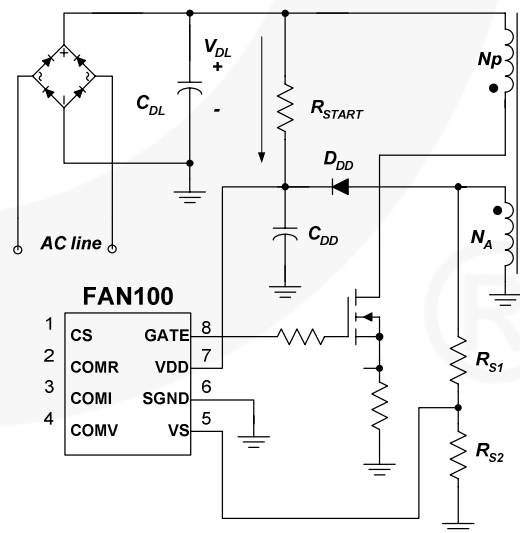 V_DL
+
-
C_DL
R_START
Np
D_DD
C_DD
N_A
AC line
FAN100
1 CS
2 COMR
3 COMI
4 COMV
GATE 8
VDD 7
SGND 6
VS 5
R_S1
R_S2
®